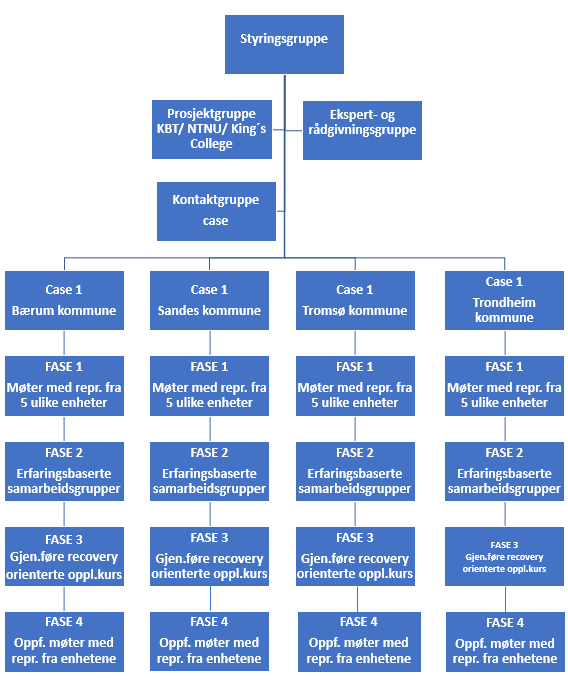 Styringsgruppe
Prosjektgruppe
KBT/ NTNU/ King´s
College
Ekspert- og
rådgivningsgruppe
Kontaktgruppe
case
Case 1
Bærum kommune
Case 1
Sandes kommune
Case 1
Tromsø kommune
Case 1
Trondheim
kommune
FASE 1
Møter med repr. fra
5 ulike enheter
FASE 1
Møter med repr. fra
5 ulike enheter
FASE 1
Møter med repr. fra
5 ulike enheter
FASE 1
Møter med repr. fra
5 ulike enheter
FASE 2
Erfaringsbaserte
samarbeidsgrupper
FASE 2
Erfaringsbaserte
samarbeidsgrupper
FASE 2
Erfaringsbaserte
samarbeidsgrupper
FASE 2
Erfaringsbaserte
samarbeidsgrupper
FASE 3
Gjen.føre recovery
orienterte oppl.kurs
FASE 3
Gjen.føre recovery
orienterte oppl.kurs
FASE 3
Gjen.føre recovery
orienterte oppl.kurs
FASE 3
Gjen.føre recovery
orienterte oppl.kurs
FASE 4
Oppf. møter med
repr. fra enhetene
FASE 4
Oppf. møter med
repr. fra enhetene
FASE 4
Oppf. møter med
repr. fra enhetene
FASE 4
Oppf. møter med
repr. fra enhetene